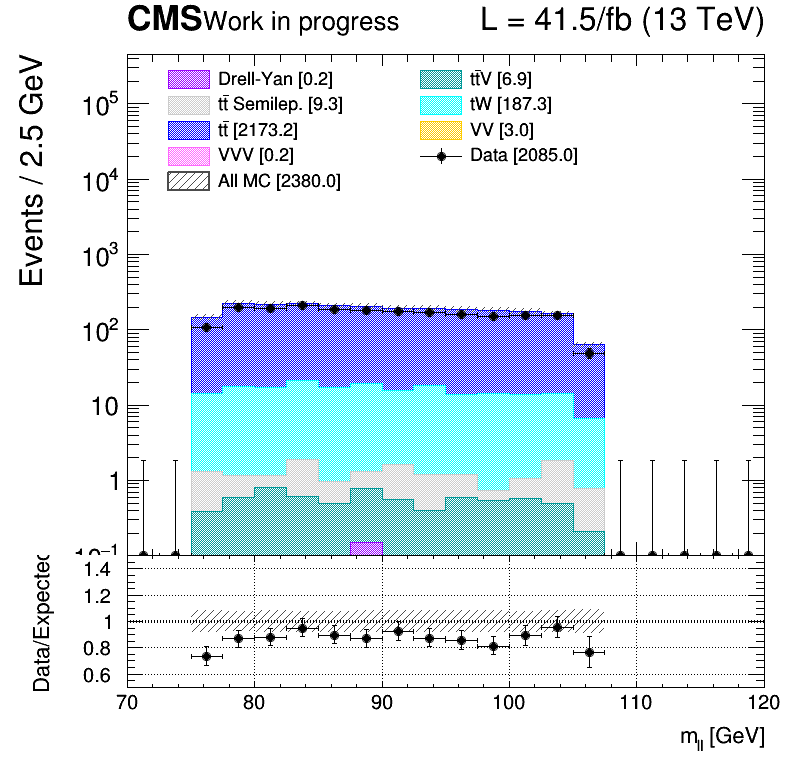 CMS Work in progress L = 41.5/fb (13 TeV)
Events / 2.5 GeV
Drell-Yan [0.2]
tt̄ Semilep. [9.3]
tt̄ [2173.2]
VVV [0.2]
All MC [2380.0]
tt̄V [6.9]
tW [187.3]
VV [3.0]
Data [2085.0]
10⁵
10⁴
10³
10²
10
1
10⁻¹
Data/Expected
1.4
1.2
1
0.8
0.6
70 80 90 100 110 120
m_ll [GeV]